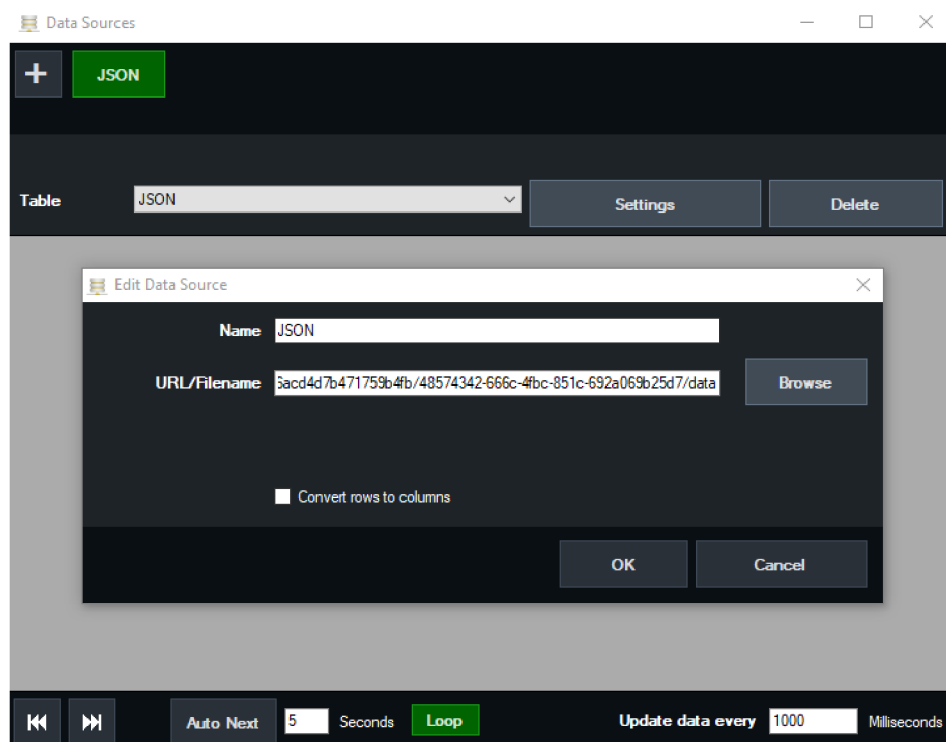 Data Sources
+ JSON
Table JSON Settings Delete
Edit Data Source
Name JSON
URL/Filename 6acd4d7b471759b4fb/48574342-666c-4fbc-851c-692a069b25d7/data Browse
Convert rows to columns
OK Cancel
Auto Next 5 Seconds Loop Update data every 1000 Milliseconds